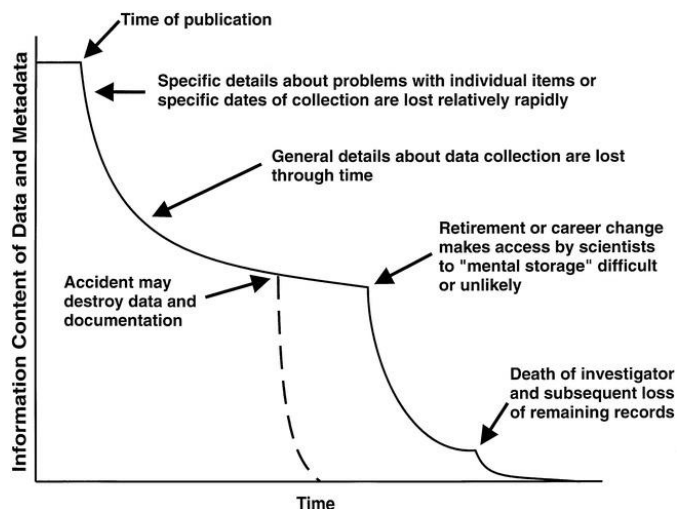 Time of publication
Specific details about problems with individual items or
specific dates of collection are lost relatively rapidly
General details about data collection are lost
through time
Retirement or career change
makes access by scientists
to "mental storage" difficult
or unlikely
Accident may
destroy data and
documentation
Death of investigator
and subsequent loss
of remaining records
Information Content of Data and Metadata
Time